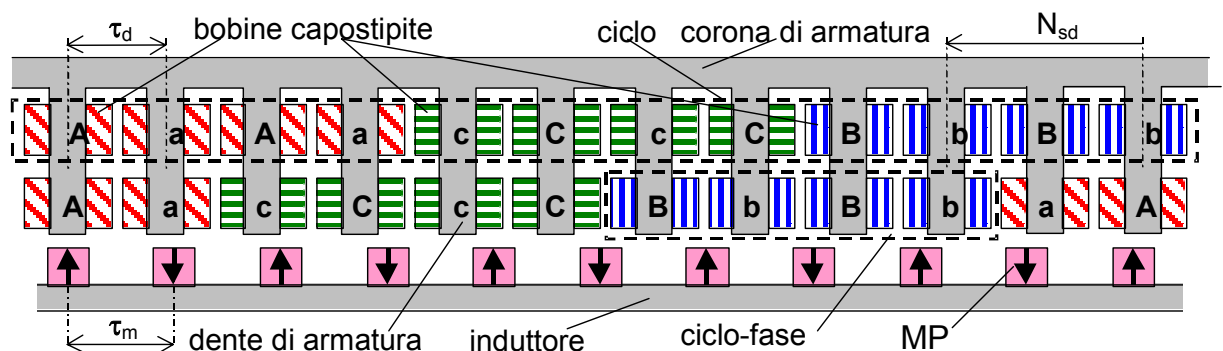 τd bobine capostipite ciclo corona di armatura Nsd
A a A a c C c C B b B b
A a c C c C B b B b a A
τm dente di armatura induttore ciclo-fase MP